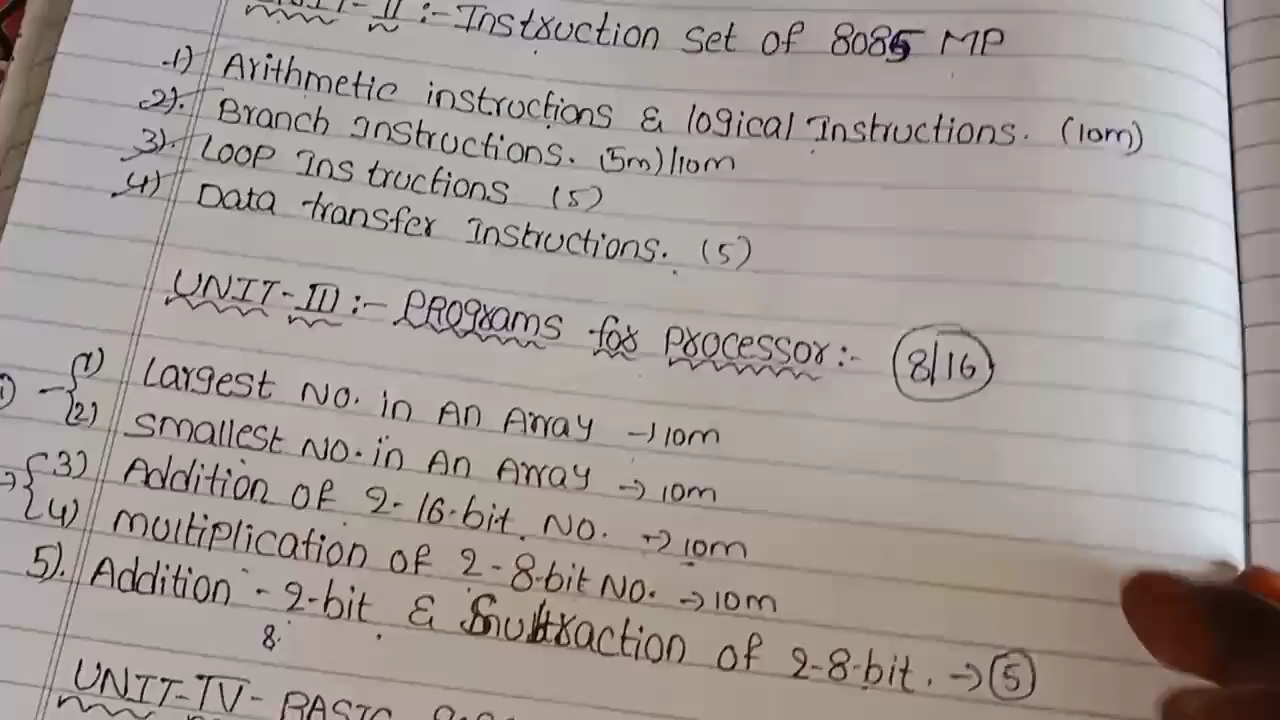 UNIT-II :- Instruction set of 8085 MP
1) Arithmetic instructions & logical Instructions. (10m)
2). Branch Instructions. (5m)/10m
3). Loop Instructions (5)
4) Data transfer Instructions. (5)
UNIT-III :- Programs for Processor:- 8/16
1) Largest No. in An Array → 10m
2) Smallest No. in An Array → 10m
3) Addition of 2-16-bit No. → 10m
4) multiplication of 2-8-bit No. → 10m
5). Addition - 2-bit & Subtraction of 2-8-bit. → 5
8.
UNIT-IV-